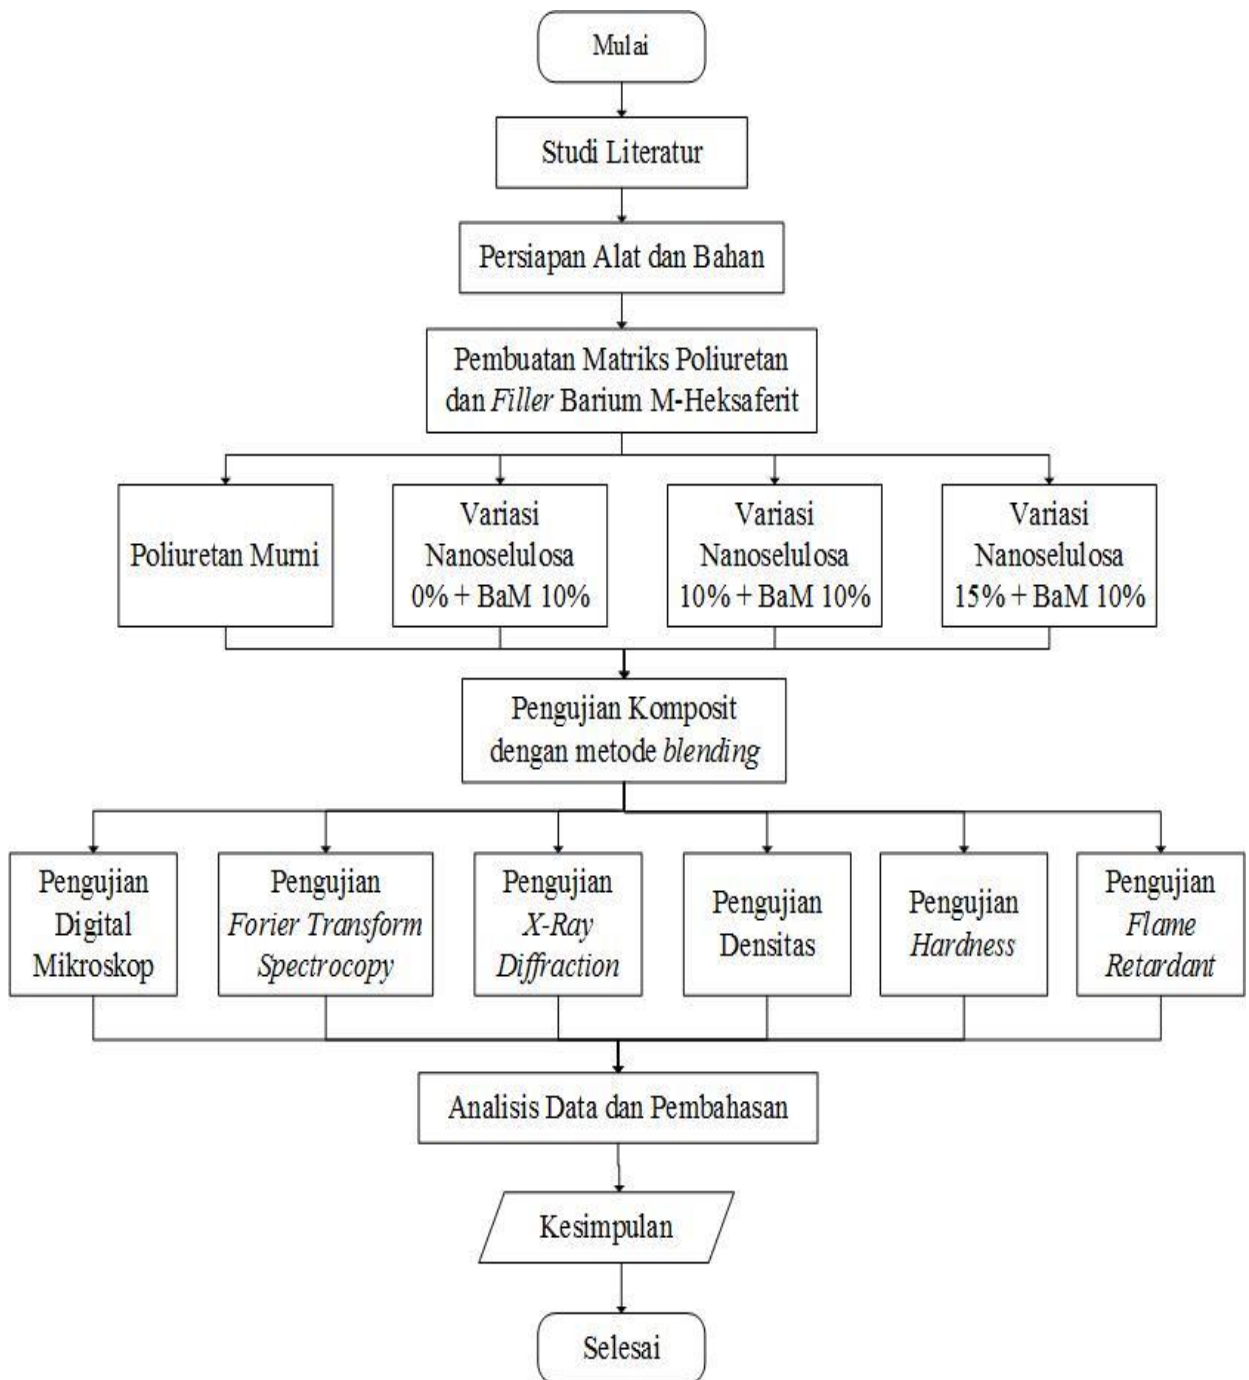 Mulai
Studi Literatur
Persiapan Alat dan Bahan
Pembuatan Matriks Poliuretan
dan Filler Barium M-Heksaferit
Poliuretan Murni
Variasi
Nanoselulosa
0% + BaM 10%
Variasi
Nanoselulosa
10% + BaM 10%
Variasi
Nanoselulosa
15% + BaM 10%
Pengujian Komposit
dengan metode blending
Pengujian
Digital
Mikroskop
Pengujian
Forier Transform
Spectrocopy
Pengujian
X-Ray
Diffraction
Pengujian
Densitas
Pengujian
Hardness
Pengujian
Flame
Retardant
Analisis Data dan Pembahasan
Kesimpulan
Selesai